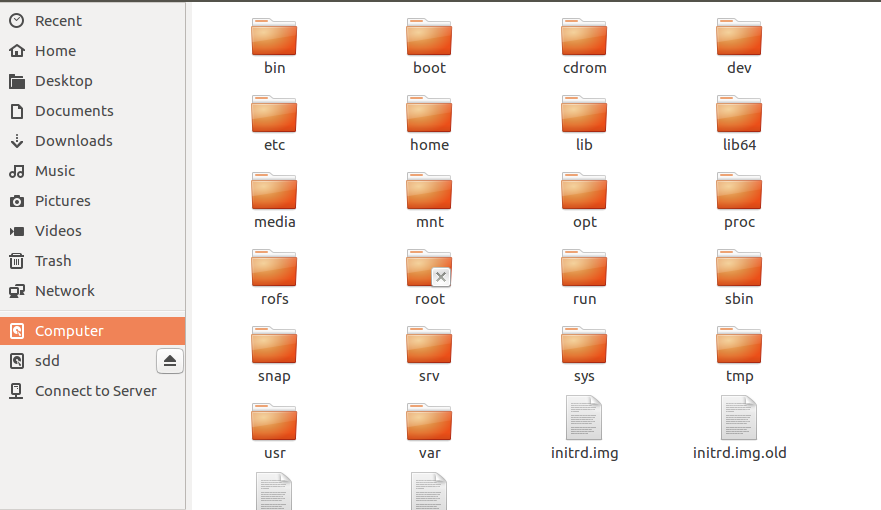 Recent
Home
Desktop
Documents
Downloads
Music
Pictures
Videos
Trash
Network
Computer
sdd
Connect to Server
bin boot cdrom dev
etc home lib lib64
media mnt opt proc
rofs root run sbin
snap srv sys tmp
usr var initrd.img initrd.img.old